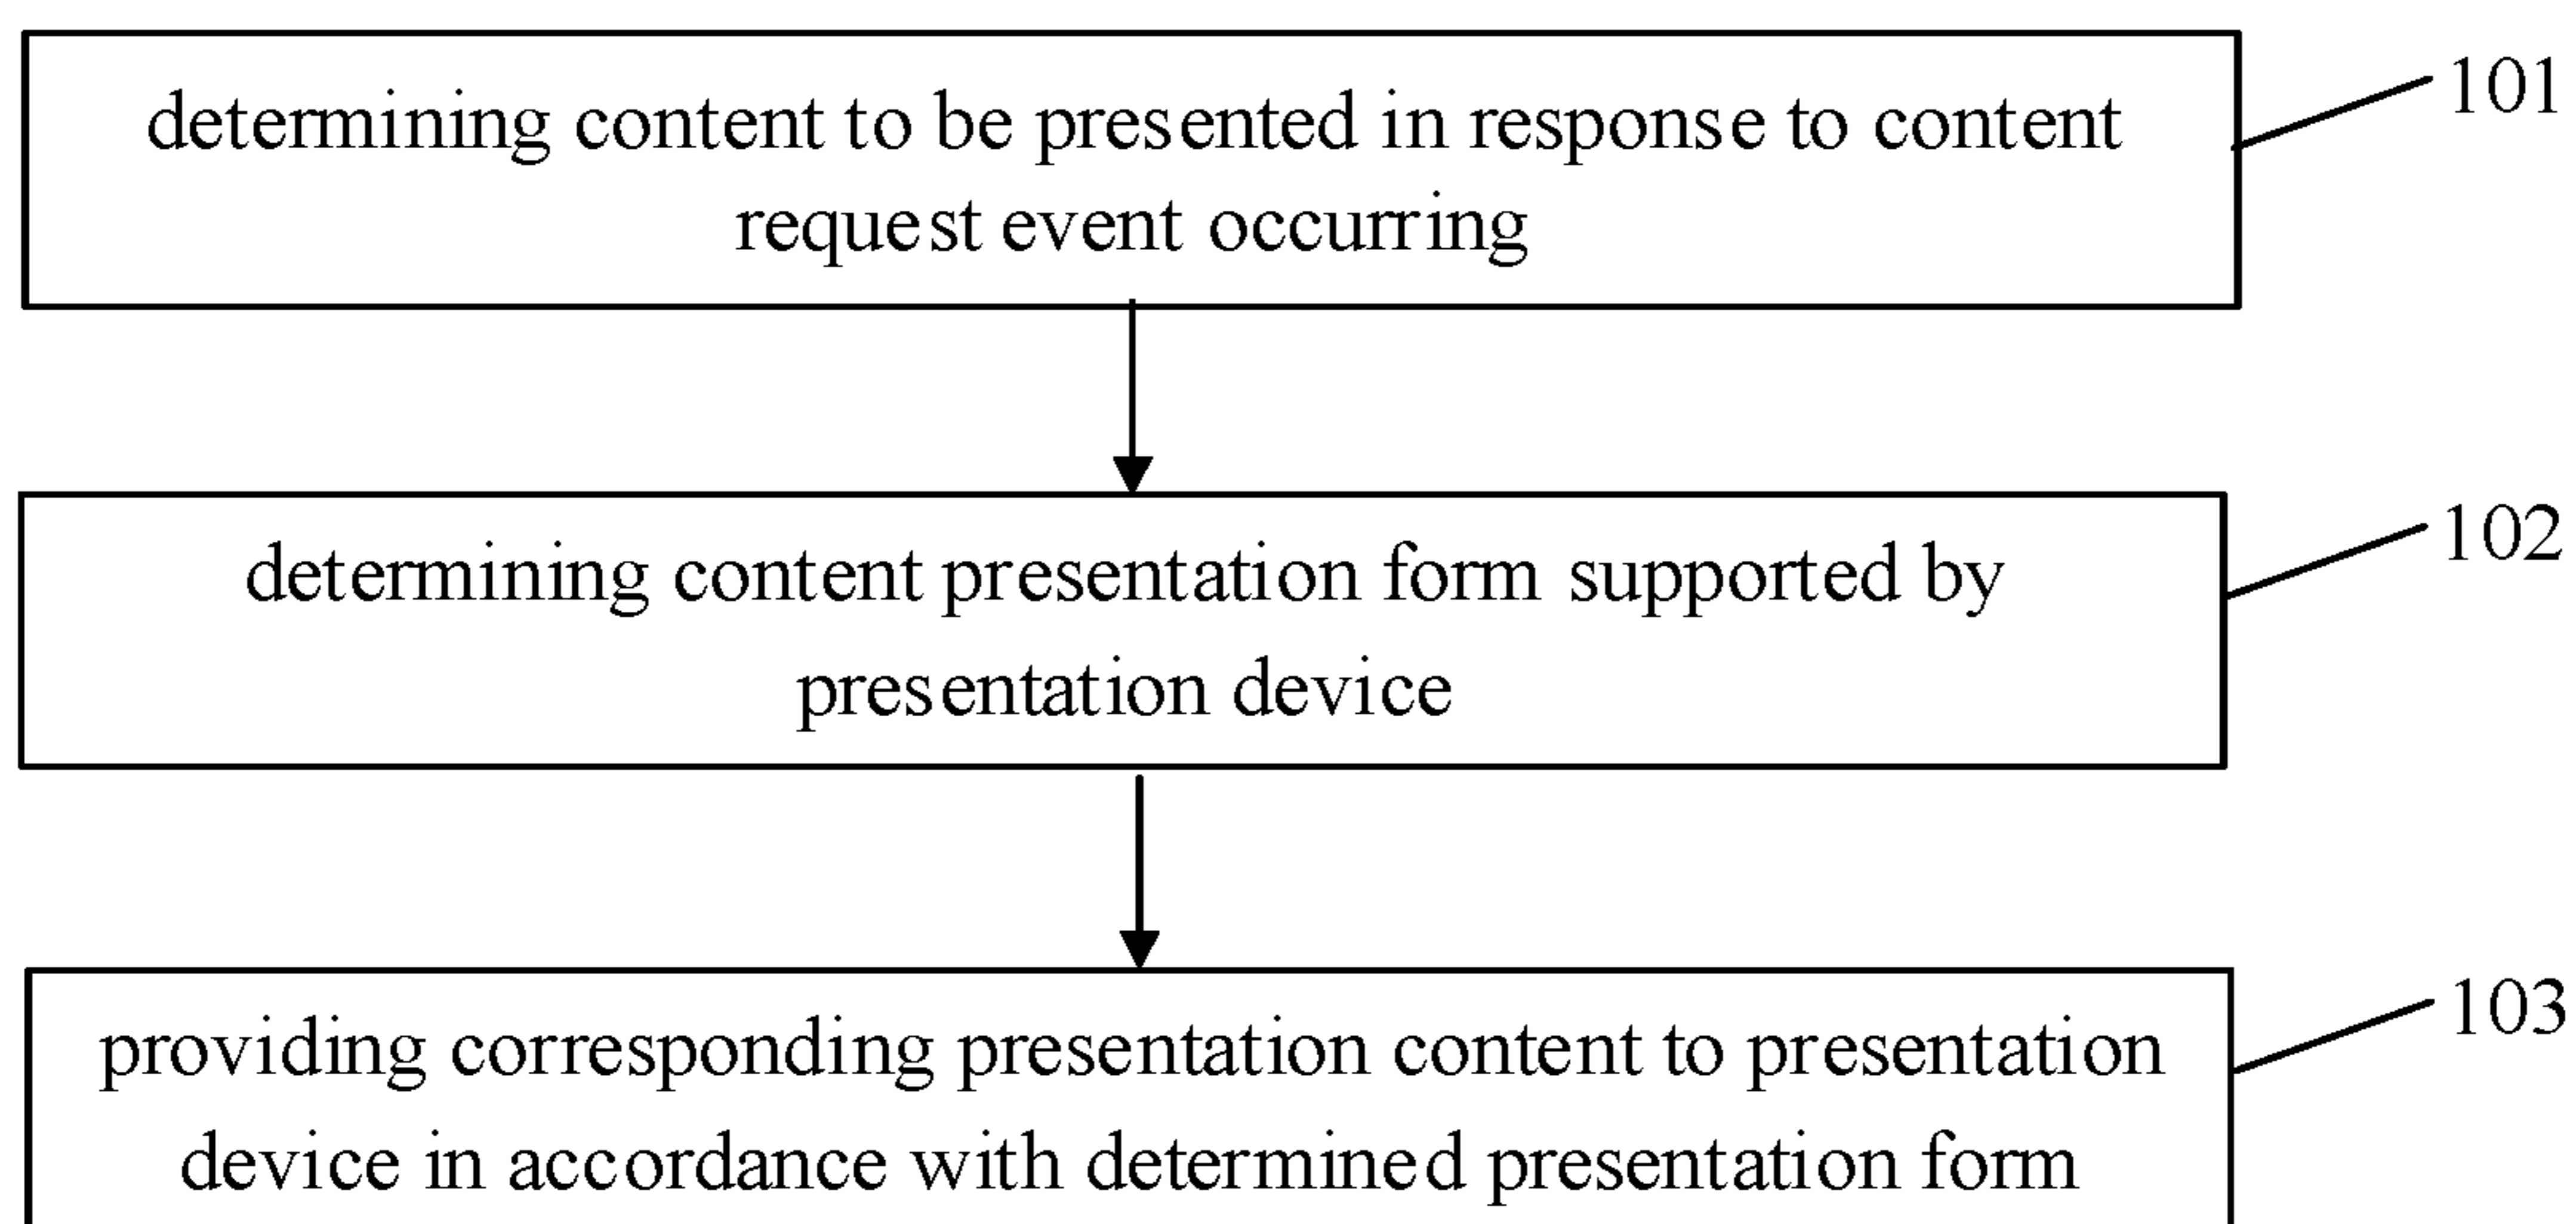 determining content to be presented in response to content
request event occurring
101
determining content presentation form supported by
presentation device
102
providing corresponding presentation content to presentation
device in accordance with determined presentation form
103